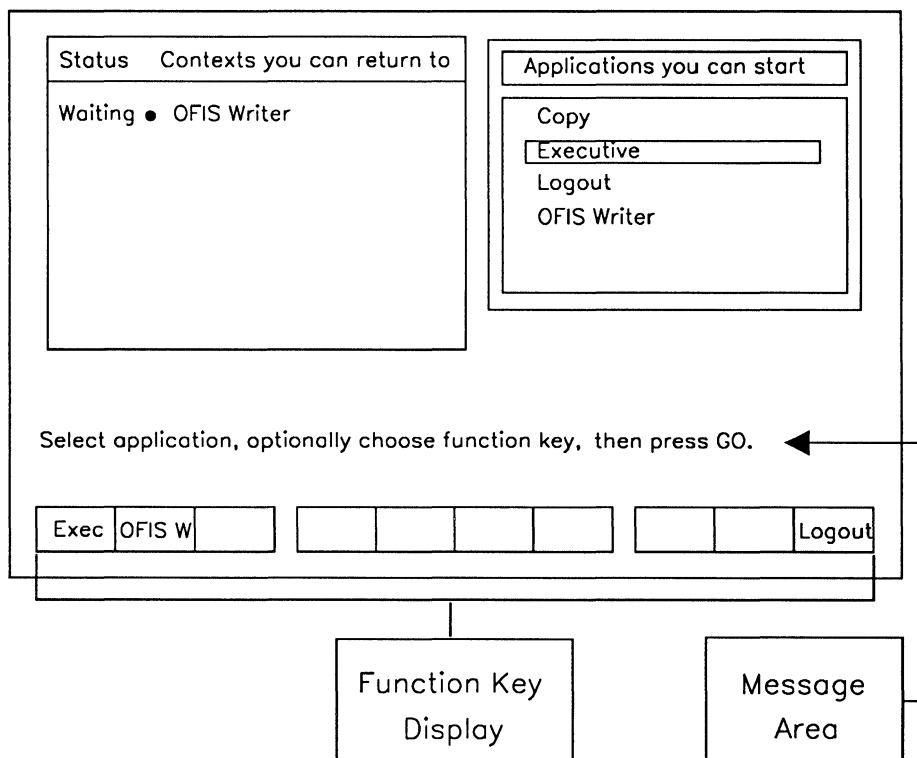 Status Contexts you can return to
Waiting ● OFIS Writer
Applications you can start
Copy
Executive
Logout
OFIS Writer
Select application, optionally choose function key, then press GO.
Exec OFIS W Logout
Function Key
Display
Message
Area